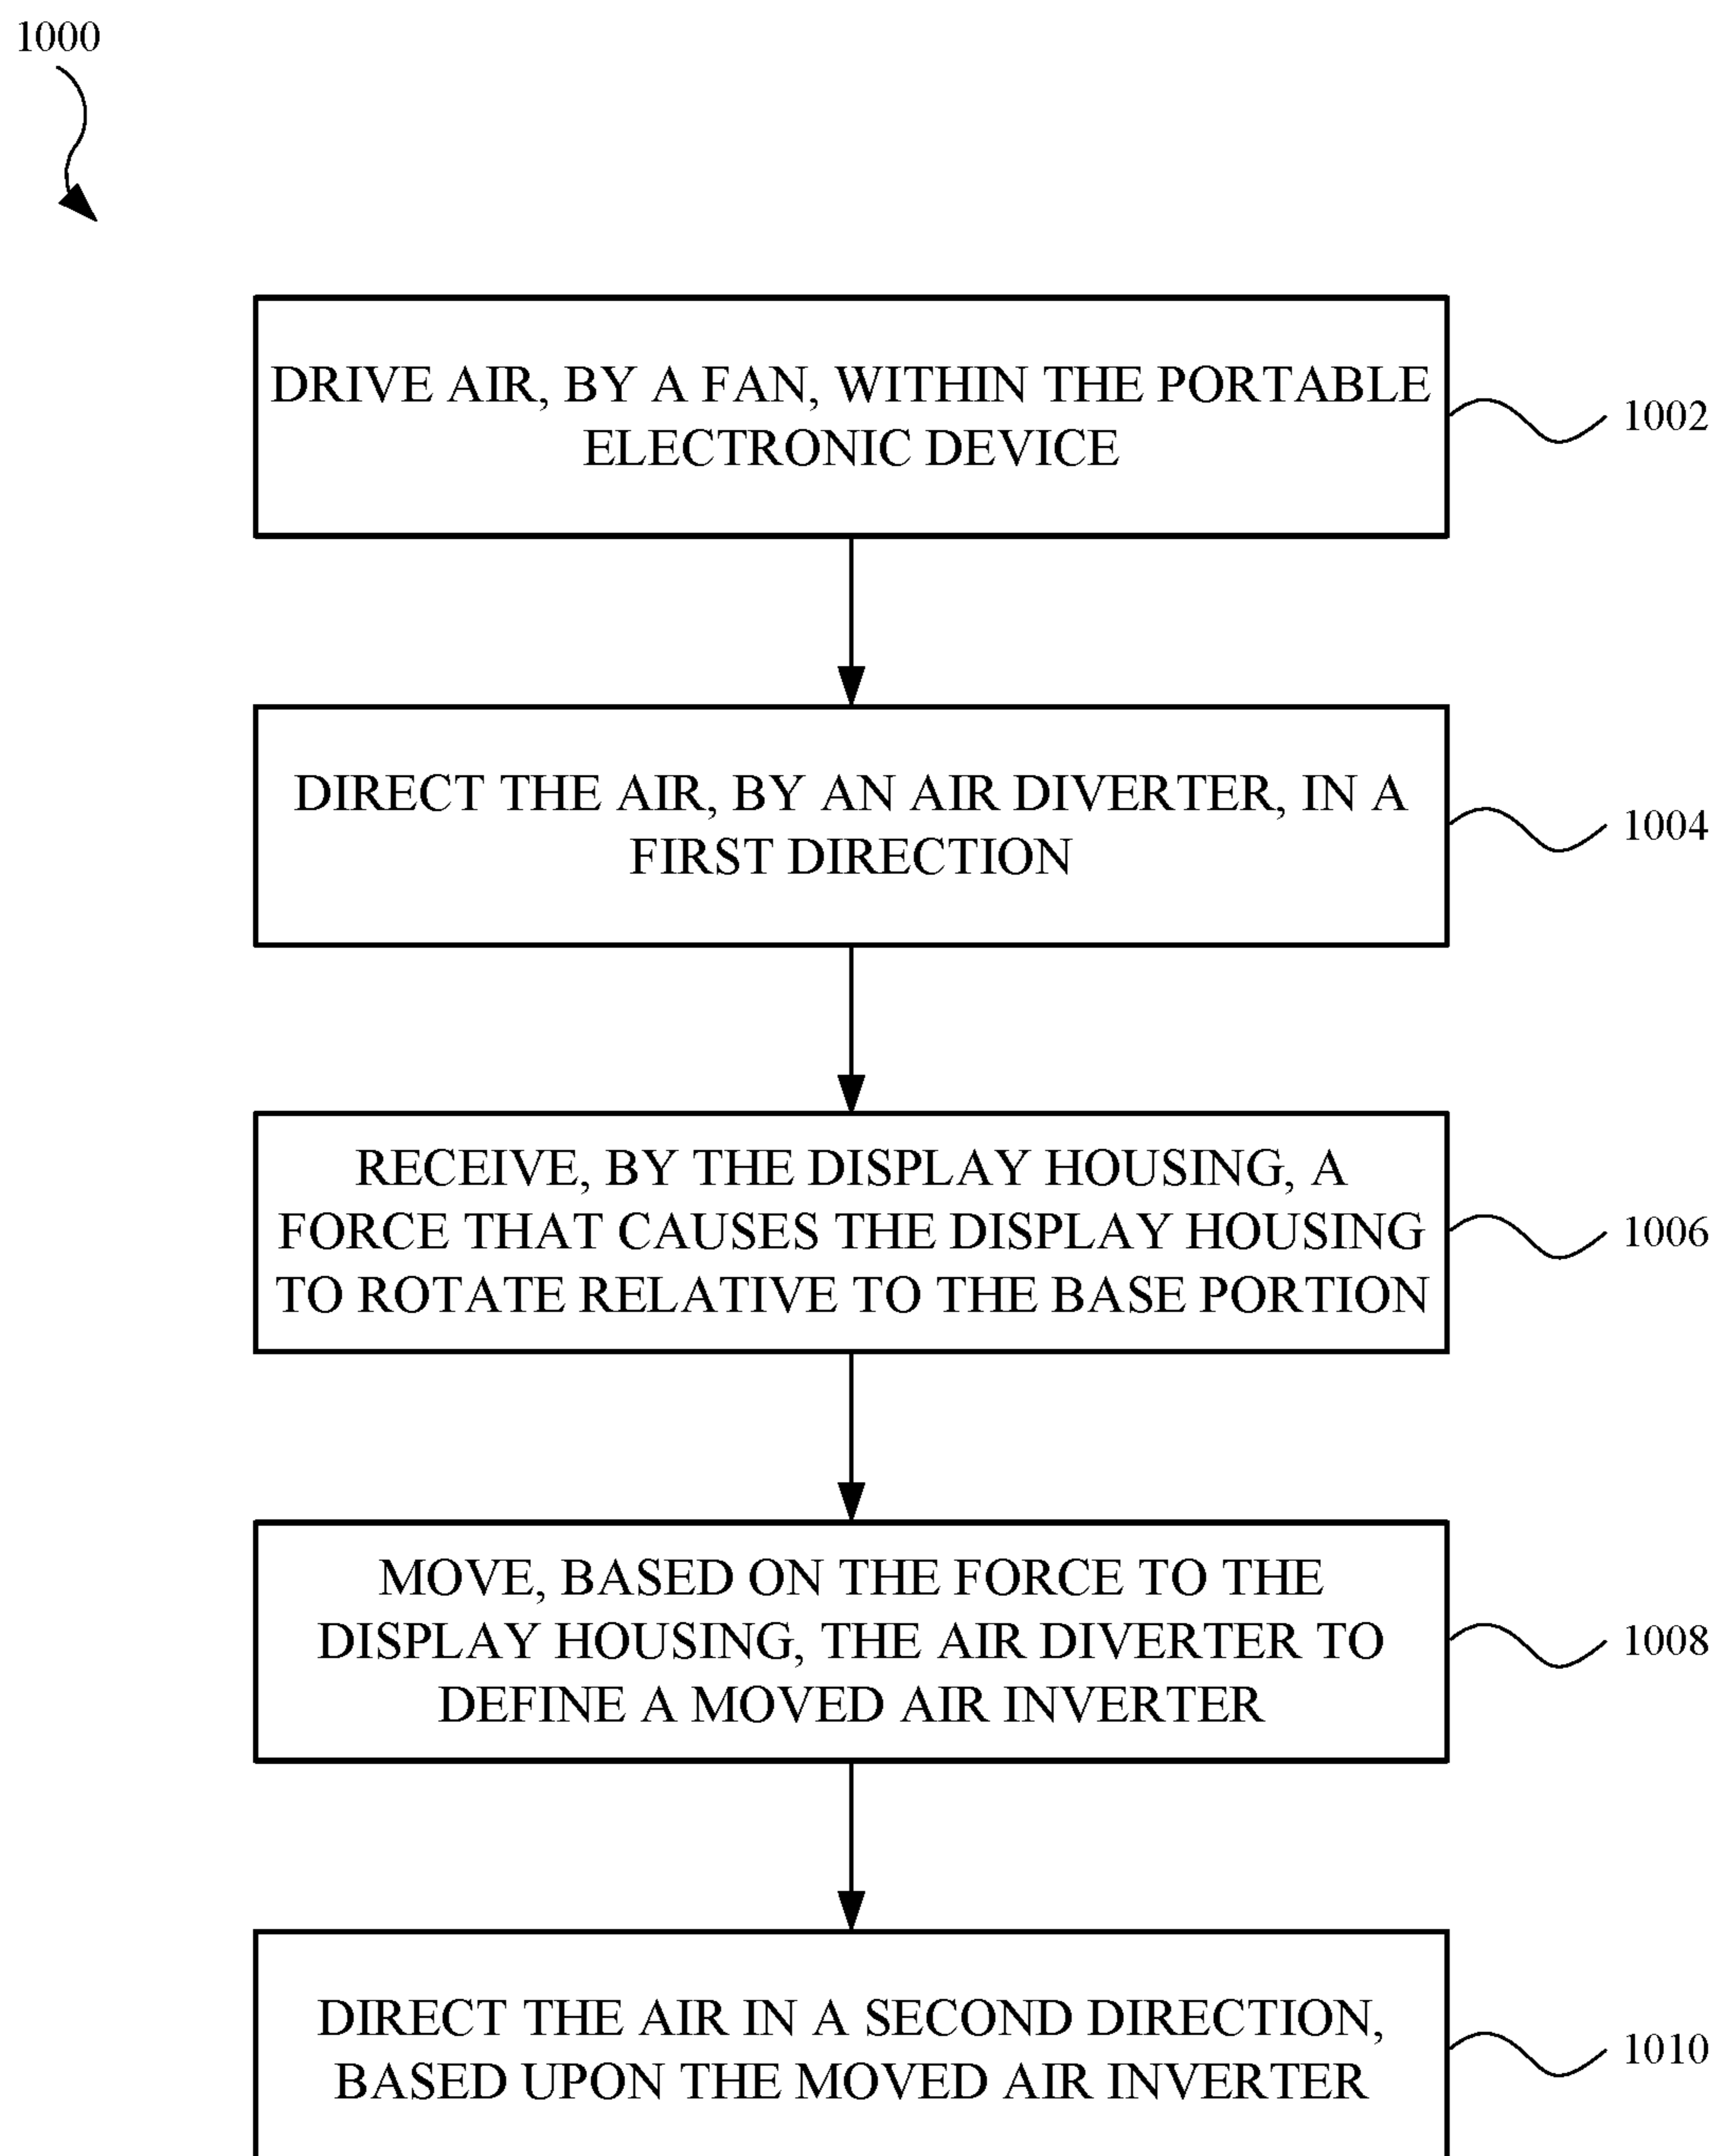 1000
DRIVE AIR, BY A FAN, WITHIN THE PORTABLE
ELECTRONIC DEVICE
1002
DIRECT THE AIR, BY AN AIR DIVERTER, IN A
FIRST DIRECTION
1004
RECEIVE, BY THE DISPLAY HOUSING, A
FORCE THAT CAUSES THE DISPLAY HOUSING
TO ROTATE RELATIVE TO THE BASE PORTION
1006
MOVE, BASED ON THE FORCE TO THE
DISPLAY HOUSING, THE AIR DIVERTER TO
DEFINE A MOVED AIR INVERTER
1008
DIRECT THE AIR IN A SECOND DIRECTION,
BASED UPON THE MOVED AIR INVERTER
1010